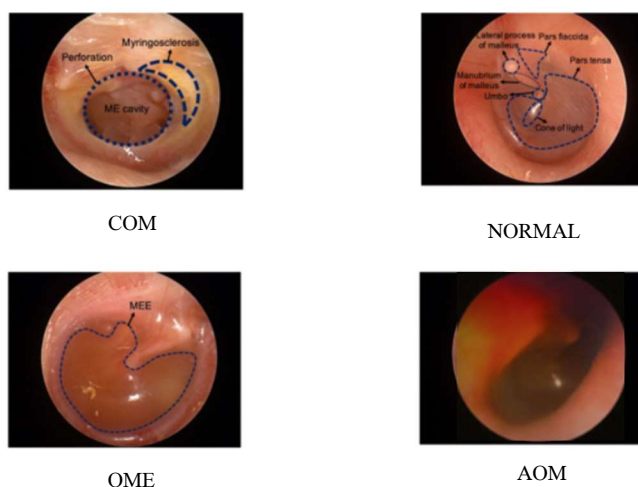 Myringosclerosis
Perforation
ME cavity
COM
Lateral process
of malleus
Pars flaccida
Pars tensa
Manubrium
of malleus
Umbo
Cone of light
NORMAL
MEE
OME
AOM